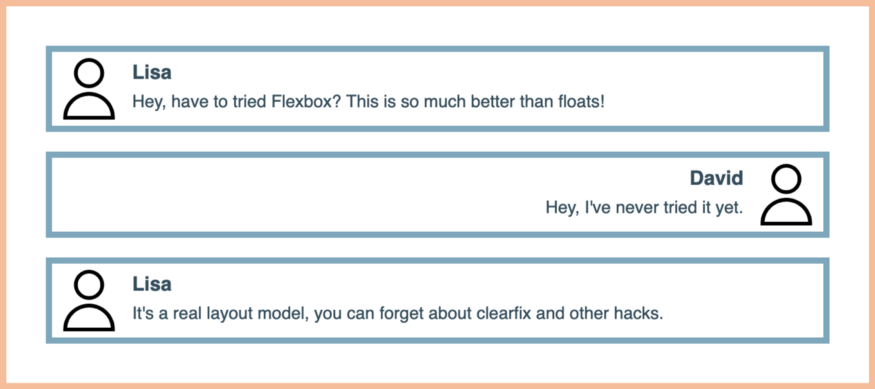 Lisa
Hey, have to tried Flexbox? This is so much better than floats!
David
Hey, I've never tried it yet.
Lisa
It's a real layout model, you can forget about clearfix and other hacks.